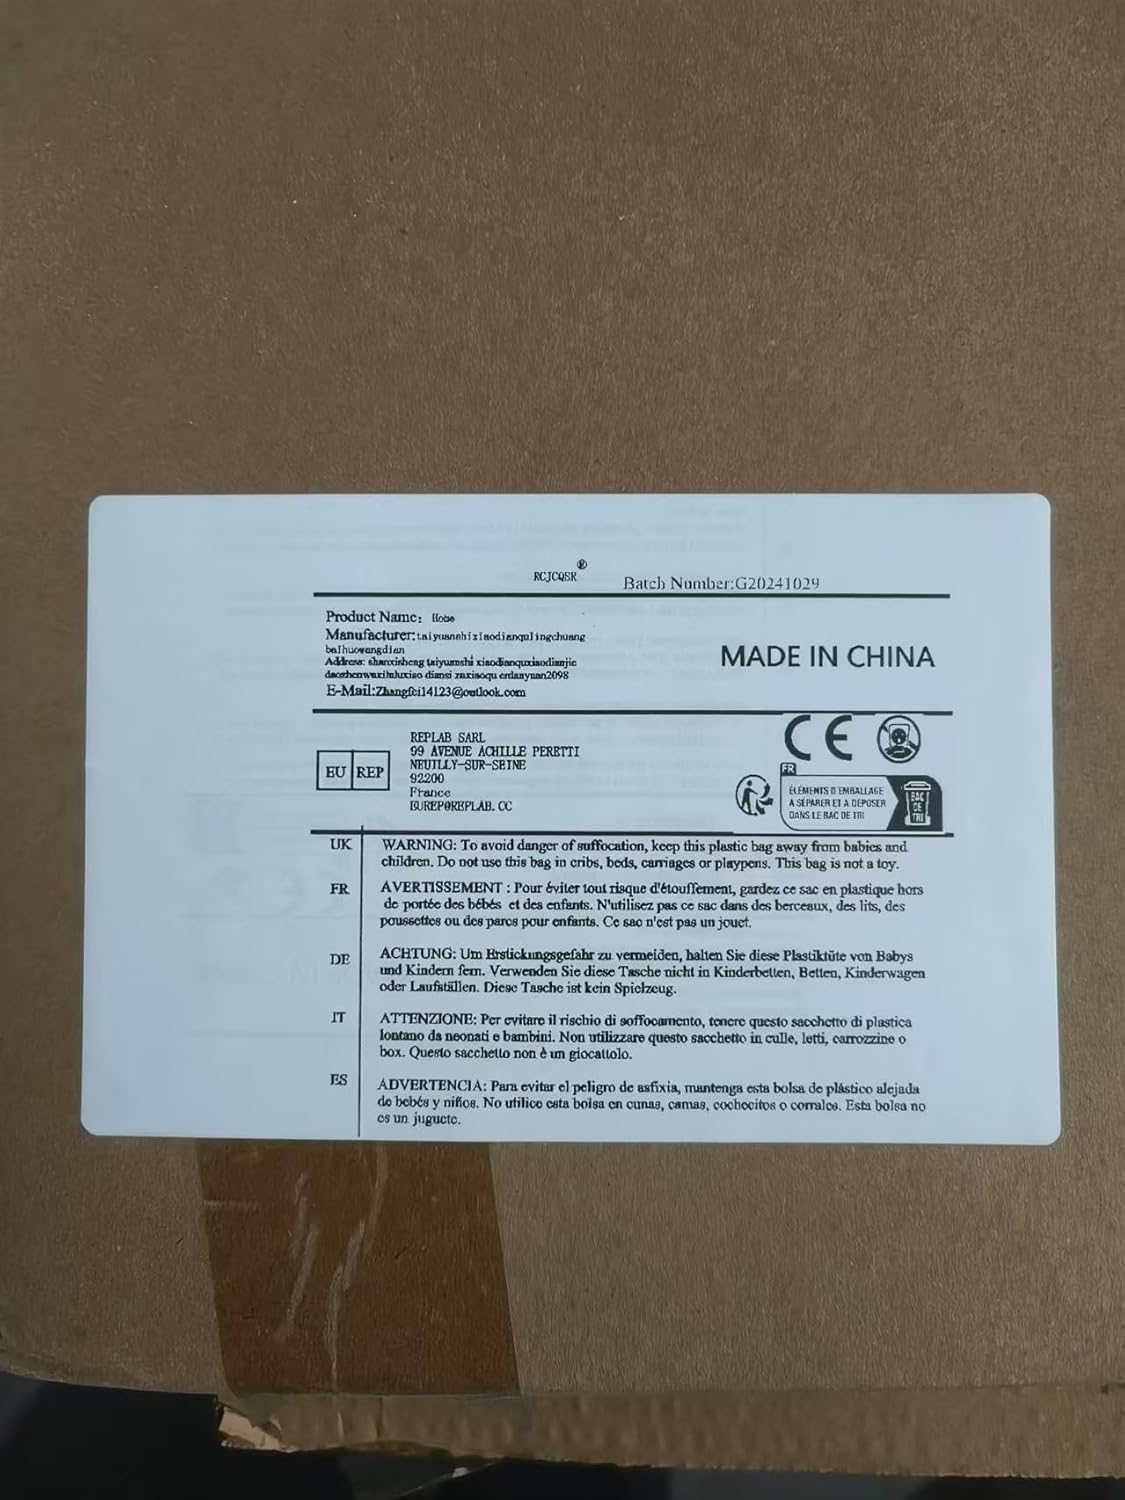 RCJCQSR®
Batch Number:G20241029
Product Name:
Manufacturer:taiyuanshixiaodianqulingchuang
baihuowangdian
Address: shanxisheng taiyuanshi xiaodianquxiaodianjie
E-Mail:Zhangfei14123@outlook.com
MADE IN CHINA
EU REP
REPLAB SARL
99 AVENUE ACHILLE PERETTI
NEUILLY-SUR-SEINE
92200
France
EUREP@REPLAB.CC
CE
FR
ÉLÉMENTS D'EMBALLAGE
A SÉPARER ET A DÉPOSER
DANS LE BAC DE TRI
BAC
DE
TRI
UK
WARNING: To avoid danger of suffocation, keep this plastic bag away from babies and
children. Do not use this bag in cribs, beds, carriages or playpens. This bag is not a toy.
FR
AVERTISSEMENT : Pour éviter tout risque d'étouffement, gardez ce sac en plastique hors
de portée des bébés et des enfants. N'utilisez pas ce sac dans des berceaux, des lits, des
poussettes ou des parcs pour enfants. Ce sac n'est pas un jouet.
DE
ACHTUNG: Um Erstickungsgefahr zu vermeiden, halten Sie diese Plastiktüte von Babys
und Kindern fern. Verwenden Sie diese Tasche nicht in Kinderbetten, Betten, Kinderwagen
oder Laufställen. Diese Tasche ist kein Spielzeug.
IT
ATTENZIONE: Per evitare il rischio di soffocamento, tenere questo sacchetto di plastica
lontano da neonati e bambini. Non utilizzare questo sacchetto in culle, letti, carrozzine o
box. Questo sacchetto non è un giocattolo.
ES
ADVERTENCIA: Para evitar el peligro de asfixia, mantenga esta bolsa de plástico alejada
de bebés y niños. No utilice esta bolsa en cunas, camas, cochecitos o corrales. Esta bolsa no
es un juguete.